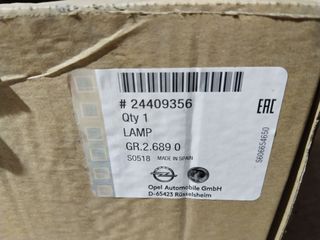 # 24409356
Qty 1
LAMP
GR.2.689 0
S0518 MADE IN SPAIN
EAC
Opel Automobile GmbH
D-65423 Rüsselsheim